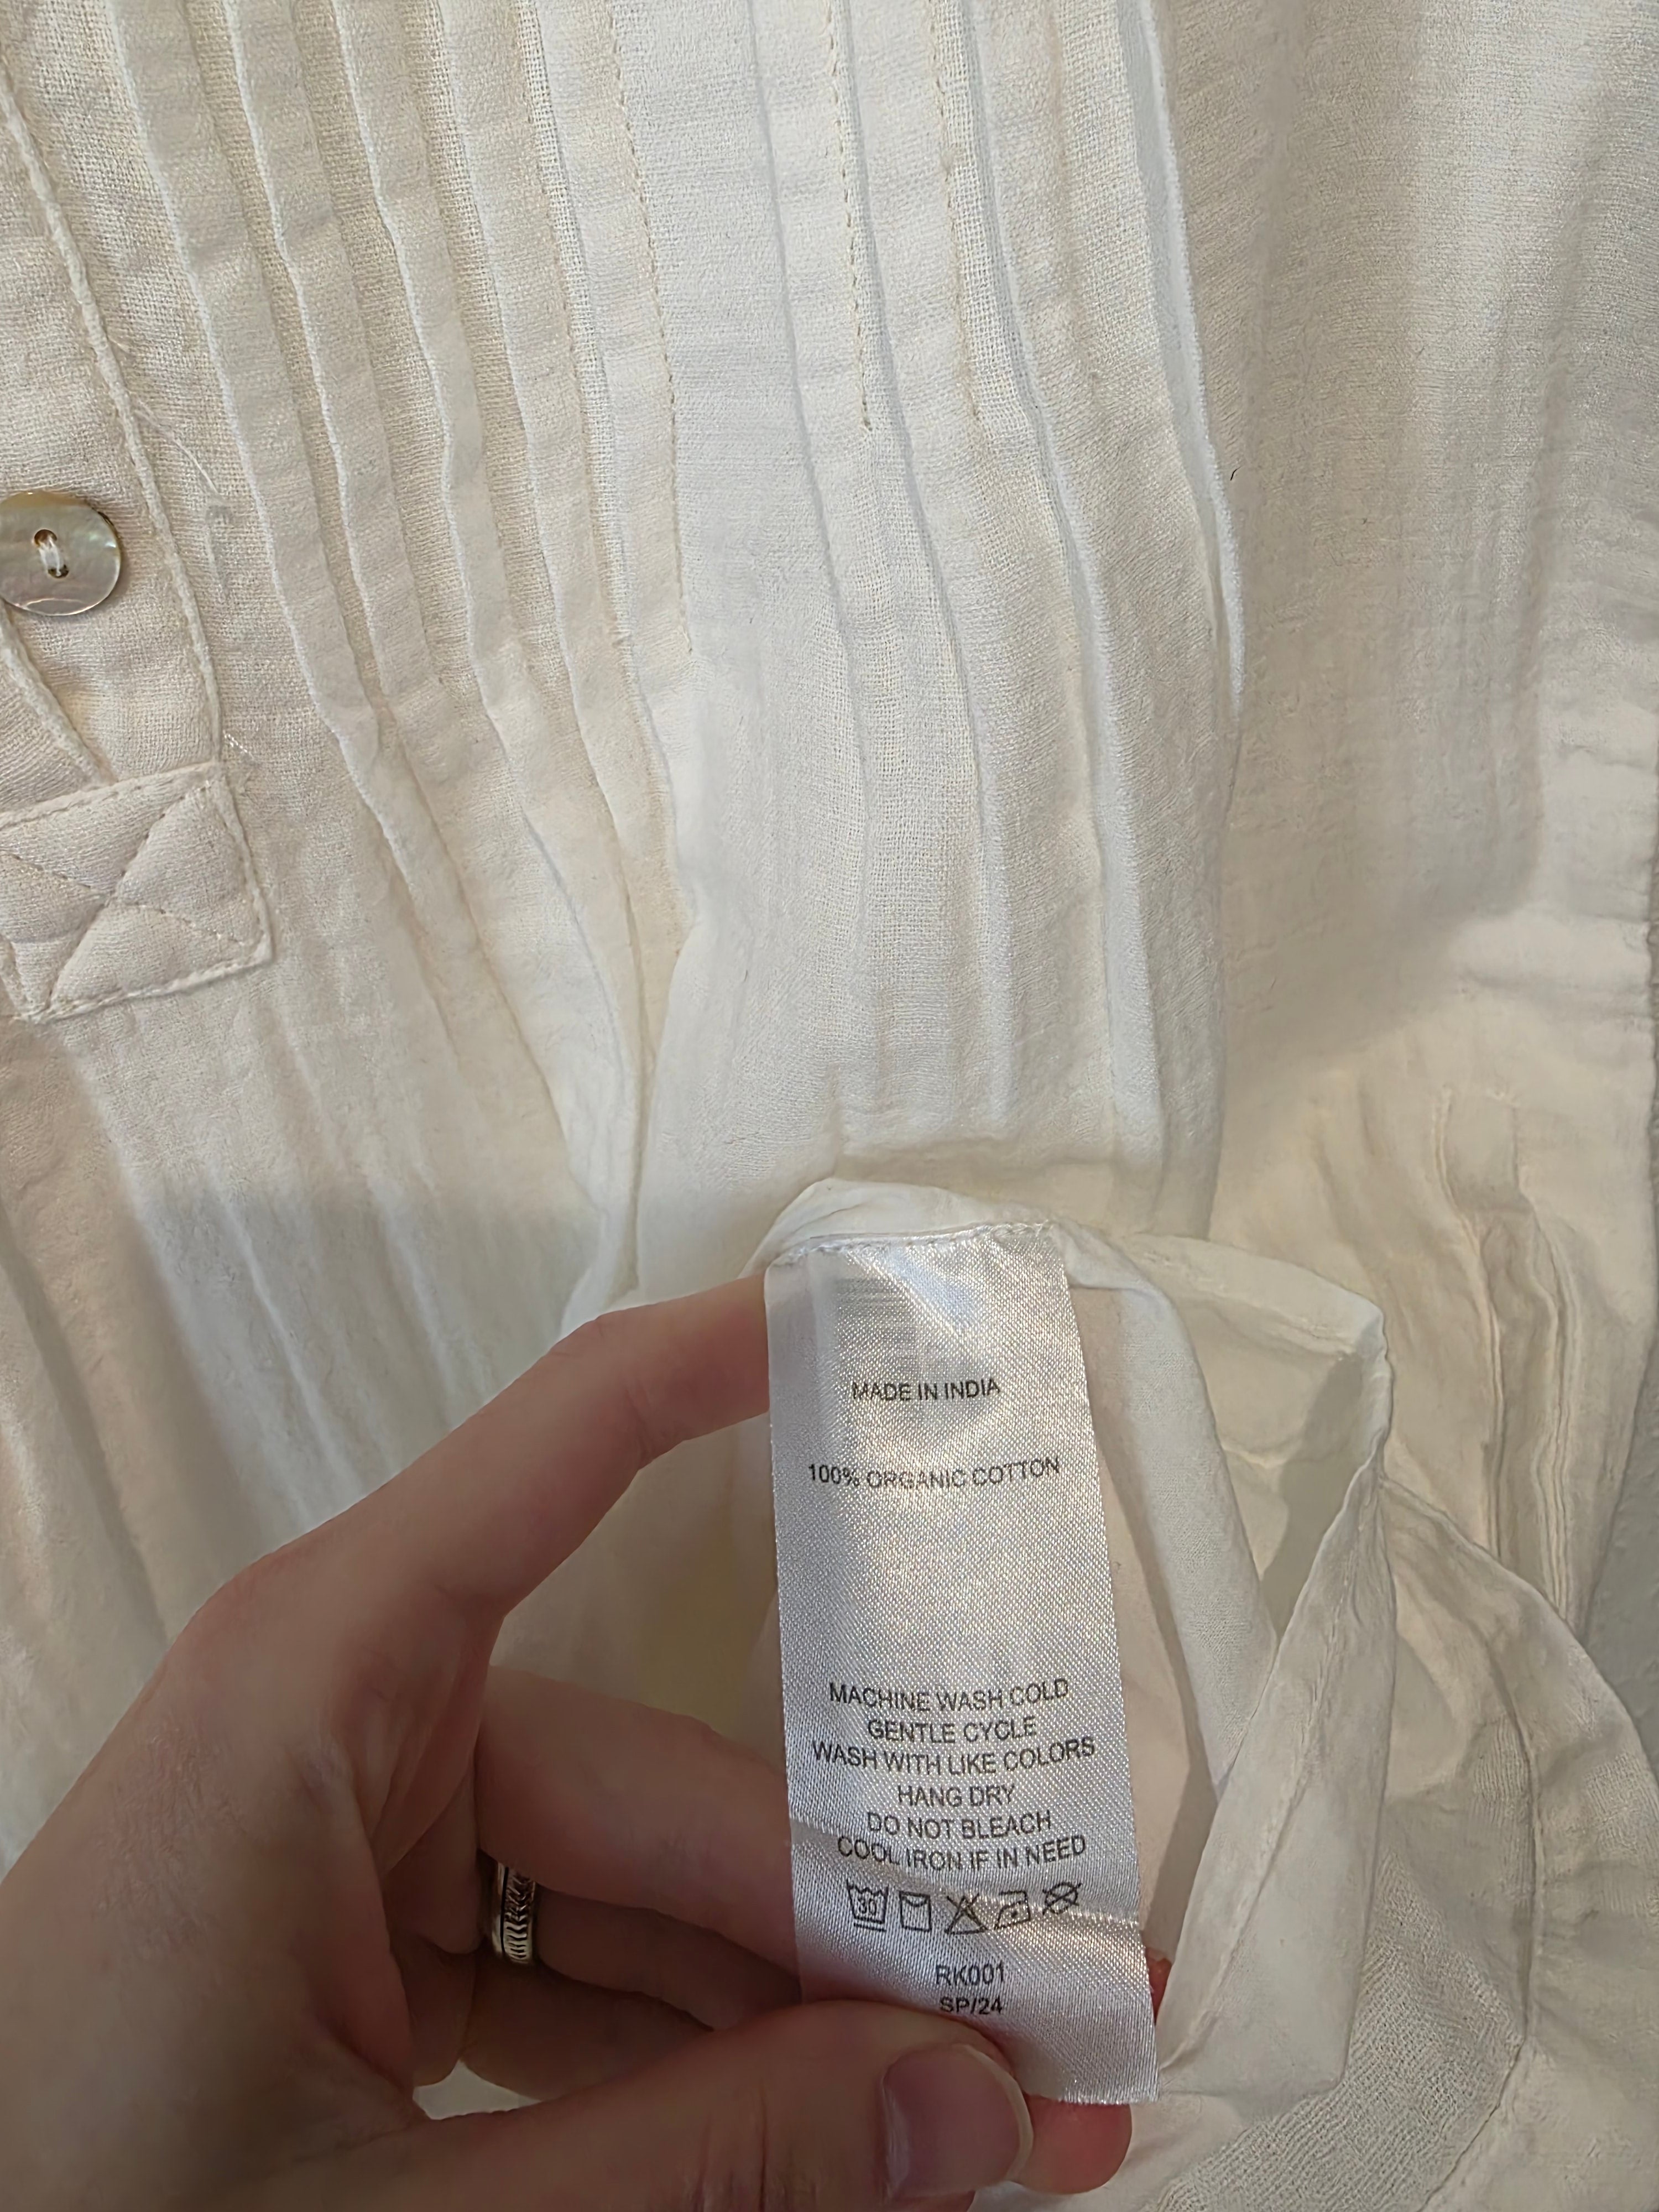 MADE IN INDIA
100% ORGANIC COTTON
MACHINE WASH COLD
GENTLE CYCLE
WASH WITH LIKE COLORS
HANG DRY
DO NOT BLEACH
COOL IRON IF IN NEED
30
RK001
SP/24